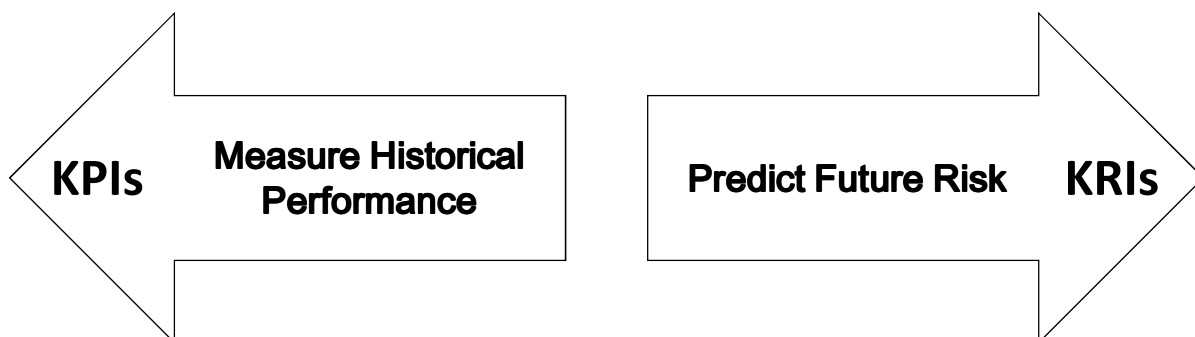 KPIs
Measure Historical
Performance
Predict Future Risk
KRIs